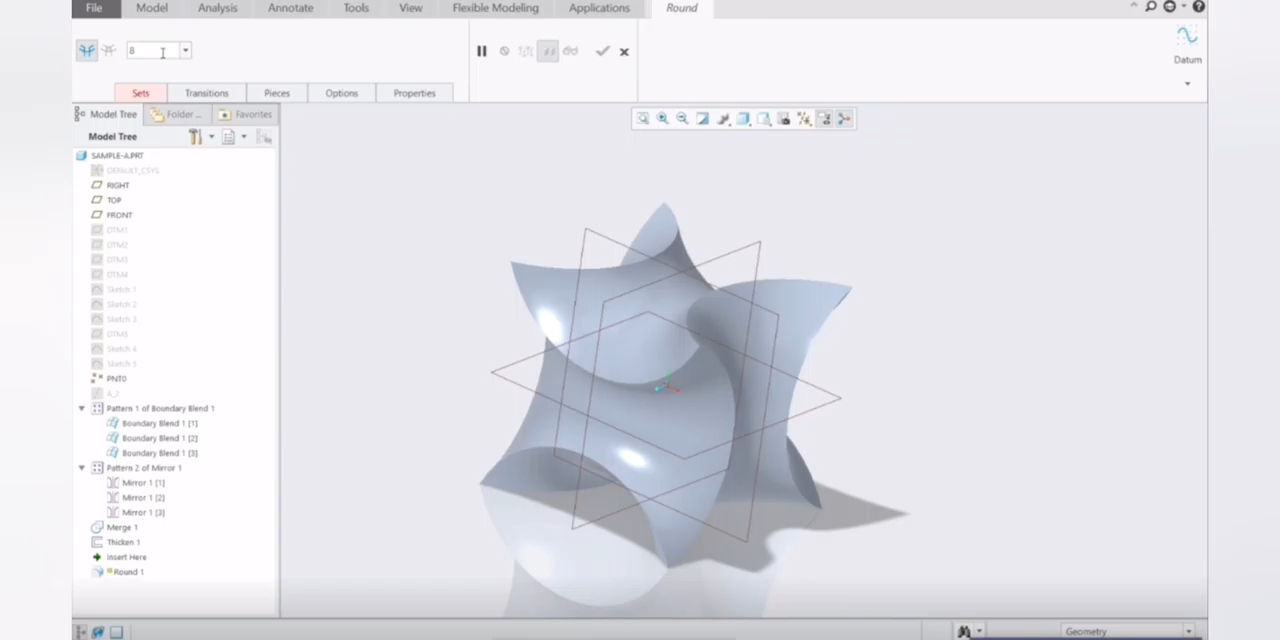 File Model Analysis Annotate Tools View Flexible Modeling Applications Round
8
Datum
Sets Transitions Pieces Options Properties
Model Tree Folder ... Favorites
Model Tree
SAMPLE-A.PRT
DEFAULT_CSYS
RIGHT
TOP
FRONT
DTM1
DTM2
DTM3
DTM4
Sketch 1
Sketch 2
Sketch 3
DTM5
Sketch 4
Sketch 5
PNT0
A_2
Pattern 1 of Boundary Blend 1
Boundary Blend 1 [1]
Boundary Blend 1 [2]
Boundary Blend 1 [3]
Pattern 2 of Mirror 1
Mirror 1 [1]
Mirror 1 [2]
Mirror 1 [3]
Merge 1
Thicken 1
Insert Here
Round 1
Geometry